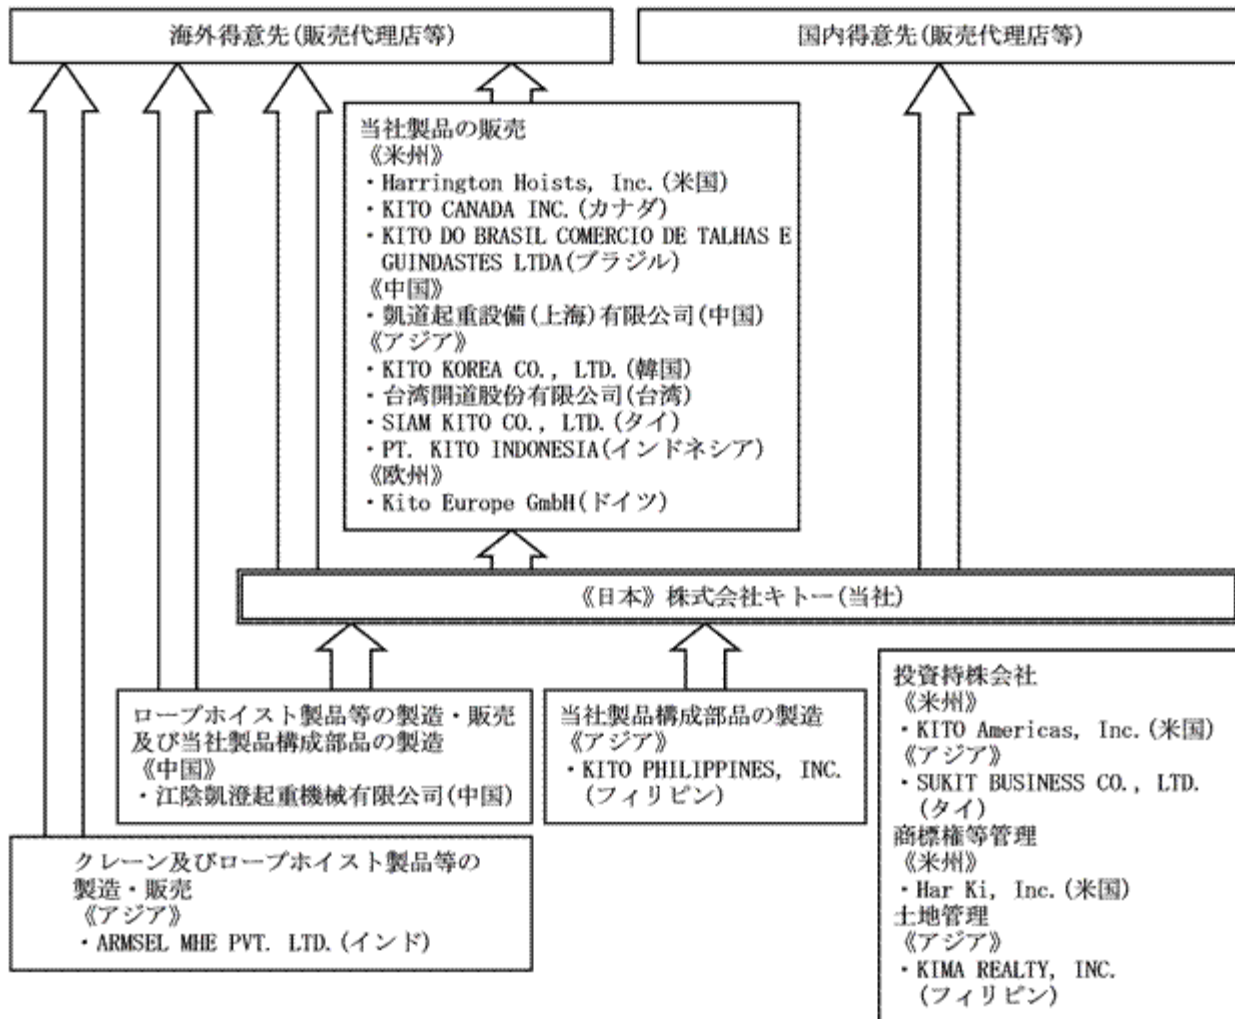 海外得意先(販売代理店等)
国内得意先(販売代理店等)
当社製品の販売
《米州》
・Harrington Hoists, Inc.(米国)
・KITO CANADA INC.(カナダ)
・KITO DO BRASIL COMERCIO DE TALHAS E
GUINDASTES LTDA(ブラジル)
《中国》
・凱道起重設備(上海)有限公司(中国)
《アジア》
・KITO KOREA CO., LTD.(韓国)
・台湾開道股份有限公司(台湾)
・SIAM KITO CO., LTD.(タイ)
・PT. KITO INDONESIA(インドネシア)
《欧州》
・Kito Europe GmbH(ドイツ)
《日本》株式会社キトー(当社)
ロープホイスト製品等の製造・販売
及び当社製品構成部品の製造
《中国》
・江陰凱澄起重機械有限公司(中国)
当社製品構成部品の製造
《アジア》
・KITO PHILIPPINES, INC.
(フィリピン)
クレーン及びロープホイスト製品等の
製造・販売
《アジア》
・ARMSEL MHE PVT. LTD.(インド)
投資持株会社
《米州》
・KITO Americas, Inc.(米国)
《アジア》
・SUKIT BUSINESS CO., LTD.
(タイ)
商標権等管理
《米州》
・Har Ki, Inc.(米国)
土地管理
《アジア》
・KIMA REALTY, INC.
(フィリピン)